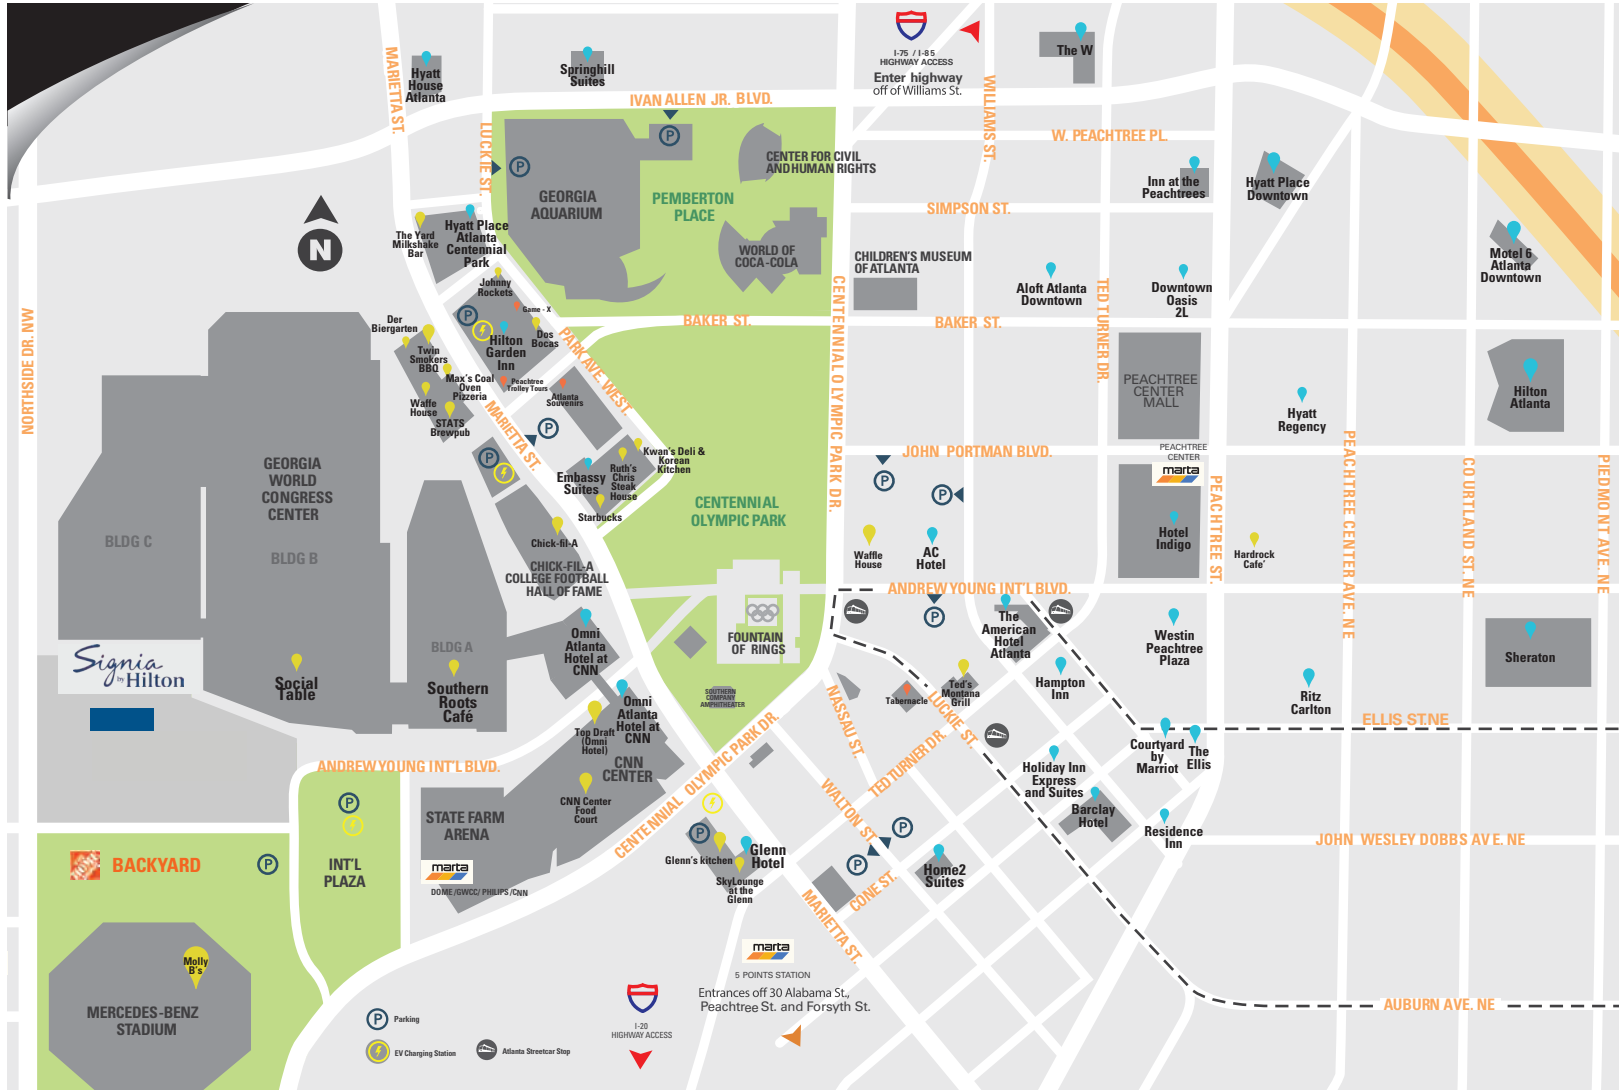 MARIETTA ST.
Hyatt
House
Atlanta
LUCKIE ST.
Springhill
Suites
IVAN ALLEN JR. BLVD.
I-75 / I-85
HIGHWAY ACCESS
Enter highway
off of Williams St.
WILLIAMS ST.
The W
W. PEACHTREE PL.
P
P
CENTER FOR CIVIL
AND HUMAN RIGHTS
GEORGIA
AQUARIUM
PEMBERTON
PLACE
WORLD OF
COCA-COLA
SIMPSON ST.
Inn at the
Peachtrees
Hyatt Place
Downtown
Motel 6
Atlanta
Downtown
CHILDREN'S MUSEUM
OF ATLANTA
Aloft Atlanta
Downtown
Downtown
Oasis
2L
TED TURNER DR.
N
The Yard
Milkshake
Bar
Hyatt Place
Atlanta
Centennial
Park
Johnny
Rockets
Game - X
P
Hilton
Garden
Inn
Dos
Bocas
BAKER ST.
BAKER ST.
CENTENNIAL OLYMPIC PARK DR.
PARK AVE. WEST.
Der
Biergarten
Twin
Smokers
BBQ
Max's Coal
Oven
Pizzeria
Waffe
House
STATS
Brewpub
Peachtree
Trolley Tours
Atlanta
Souvenirs
MARIETTA ST.
P
P
Kwan's Deli &
Korean
Kitchen
Embassy
Suites
Ruth's
Chris
Steak
House
Starbucks
Chick-fil-A
CHICK-FIL-A
COLLEGE FOOTBALL
HALL OF FAME
CENTENNIAL
OLYMPIC PARK
PEACHTREE
CENTER
MALL
Hyatt
Regency
Hilton
Atlanta
JOHN PORTMAN BLVD.
PEACHTREE
CENTER
marta
PEACHTREE ST.
PEACHTREE CENTER AVE. NE
COURTLAND ST. NE
PIEDMONT AVE. NE
NORTHSIDE DR. NW
GEORGIA
WORLD
CONGRESS
CENTER
BLDG C
BLDG B
BLDG A
P
P
Waffle
House
AC
Hotel
Hotel
Indigo
Hardrock
Cafe'
ANDREW YOUNG INT'L BLVD.
P
The
American
Hotel
Atlanta
Westin
Peachtree
Plaza
Sheraton
FOUNTAIN
OF RINGS
Omni
Atlanta
Hotel at
CNN
Signia
by Hilton
Social
Table
Southern
Roots
Café
Omni
Atlanta
Hotel at
CNN
Top Draft
(Omni
Hotel)
CNN
CENTER
CNN Center
Food
Court
SOUTHERN
COMPANY
AMPHITHEATER
CENTENNIAL OLYMPIC PARK DR.
NASSAU ST.
Tabernacle
Ted's
Montana
Grill
LUCKIE ST.
Hampton
Inn
Ritz
Carlton
ELLIS ST. NE
TED TURNER DR.
Holiday Inn
Express
and Suites
Courtyard
by
Marriot
The
Ellis
ANDREW YOUNG INT'L BLVD.
P
STATE FARM
ARENA
marta
DOME /GWCC/ PHILIPS /CNN
INT'L
PLAZA
BACKYARD
P
WALTON ST.
P
P
P
Glenn's kitchen
Glenn
Hotel
SkyLounge
at the
Glenn
Home2
Suites
CONE ST.
Barclay
Hotel
Residence
Inn
JOHN WESLEY DOBBS AVE. NE
MARIETTA ST.
Molly
B's
MERCEDES-BENZ
STADIUM
marta
5 POINTS STATION
Entrances off 30 Alabama St.,
Peachtree St. and Forsyth St.
I-20
HIGHWAY ACCESS
AUBURN AVE. NE
P Parking
EV Charging Station
Atlanta Streetcar Stop